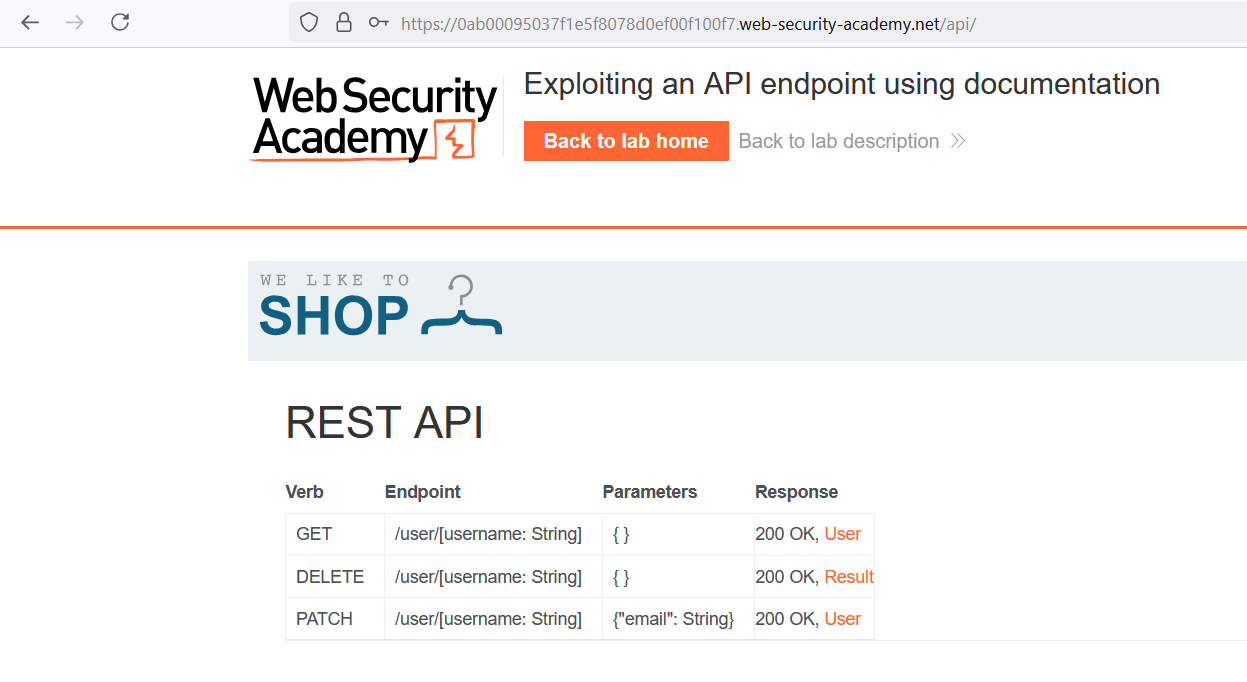 https://0ab00095037f1e5f8078d0ef00f100f7.web-security-academy.net/api/
Web Security
Academy
Exploiting an API endpoint using documentation
Back to lab home Back to lab description
WE LIKE TO
SHOP
REST API
Verb Endpoint Parameters Response
GET /user/[username: String] { } 200 OK, User
DELETE /user/[username: String] { } 200 OK, Result
PATCH /user/[username: String] {"email": String} 200 OK, User